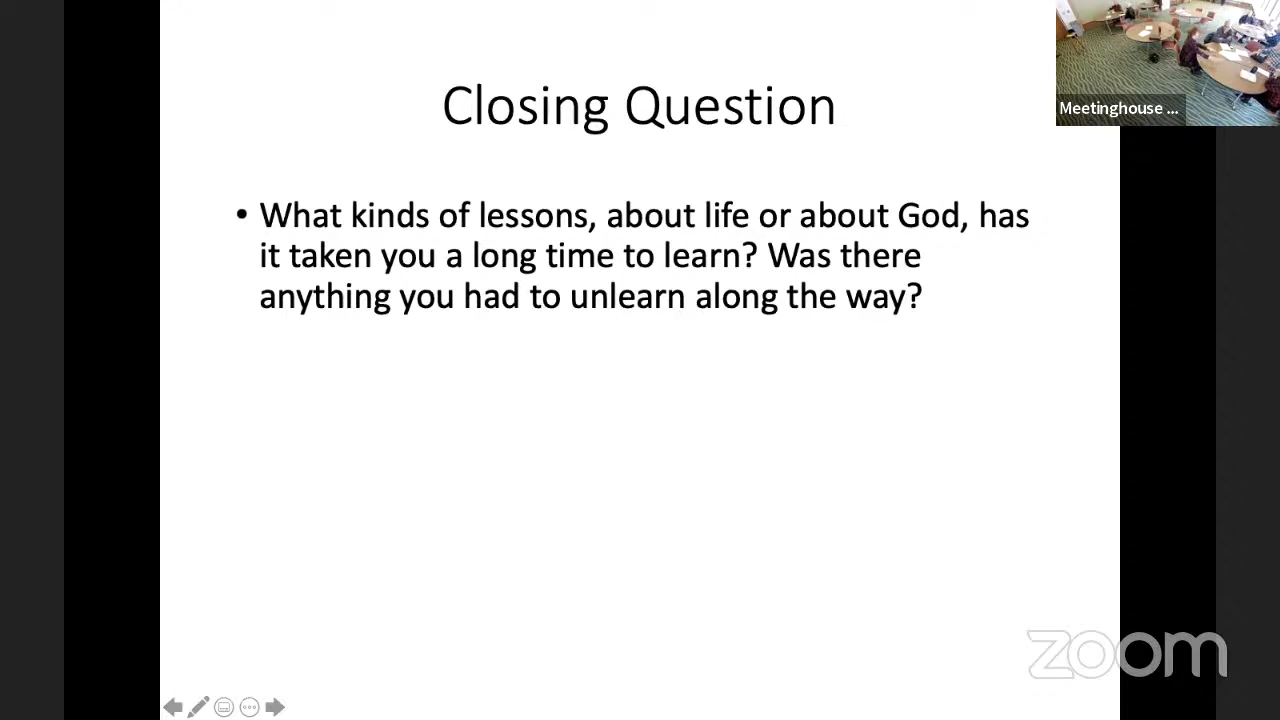 Closing Question
• What kinds of lessons, about life or about God, has
it taken you a long time to learn? Was there
anything you had to unlearn along the way?
Meetinghouse ...
zoom